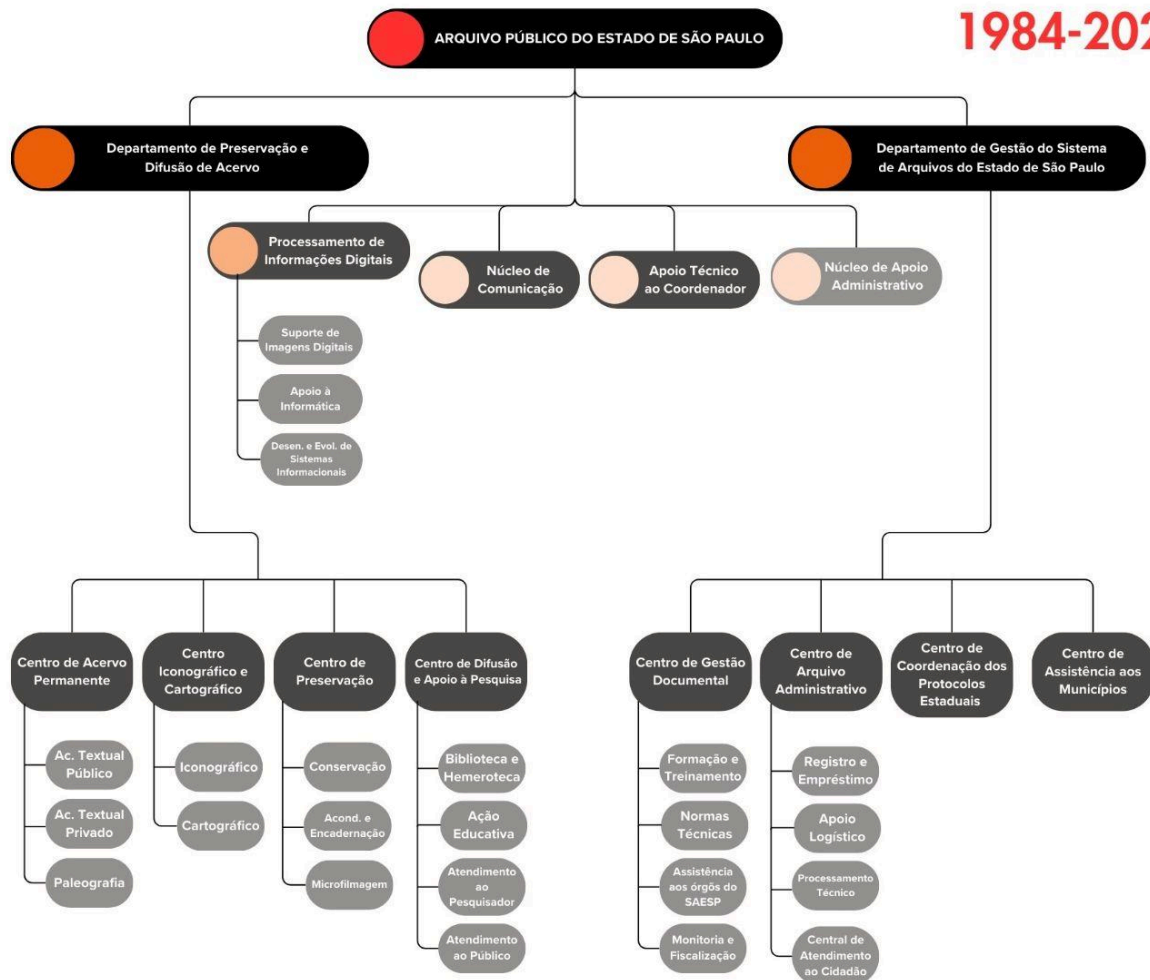 1984-202
ARQUIVO PÚBLICO DO ESTADO DE SÃO PAULO
Departamento de Preservação e
Difusão de Acervo
Departamento de Gestão do Sistema
de Arquivos do Estado de São Paulo
Processamento de
Informações Digitais
Núcleo de
Comunicação
Apoio Técnico
ao Coordenador
Núcleo de Apoio
Administrativo
Suporte de
Imagens Digitais
Apoio à
Informática
Desen. e Evol. de
Sistemas
Informacionais
Centro de Acervo
Permanente
Centro
Iconográfico e
Cartográfico
Centro de
Preservação
Centro de Difusão
e Apoio à Pesquisa
Centro de Gestão
Documental
Centro de
Arquivo
Administrativo
Centro de
Coordenação dos
Protocolos
Estaduais
Centro de
Assistência aos
Municípios
Ac. Textual
Público
Ac. Textual
Privado
Paleografia
Iconográfico
Cartográfico
Conservação
Acond. e
Encadernação
Microfilmagem
Biblioteca e
Hemeroteca
Ação
Educativa
Atendimento
ao
Pesquisador
Atendimento
ao Público
Formação e
Treinamento
Normas
Técnicas
Assistência
aos órgõs do
SAESP
Monitoria e
Fiscalização
Registro e
Empréstimo
Apoio
Logístico
Processamento
Técnico
Central de
Atendimento
ao Cidadão